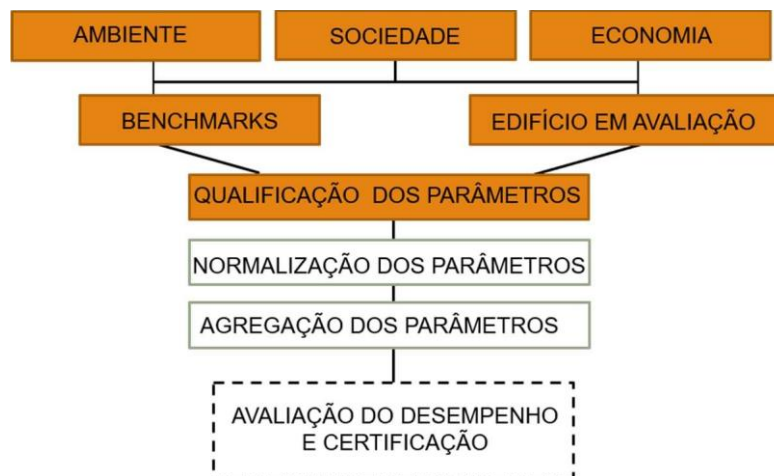 AMBIENTE
SOCIEDADE
ECONOMIA
BENCHMARKS
EDIFÍCIO EM AVALIAÇÃO
QUALIFICAÇÃO DOS PARÂMETROS
NORMALIZAÇÃO DOS PARÂMETROS
AGREGAÇÃO DOS PARÂMETROS
AVALIAÇÃO DO DESEMPENHO
E CERTIFICAÇÃO